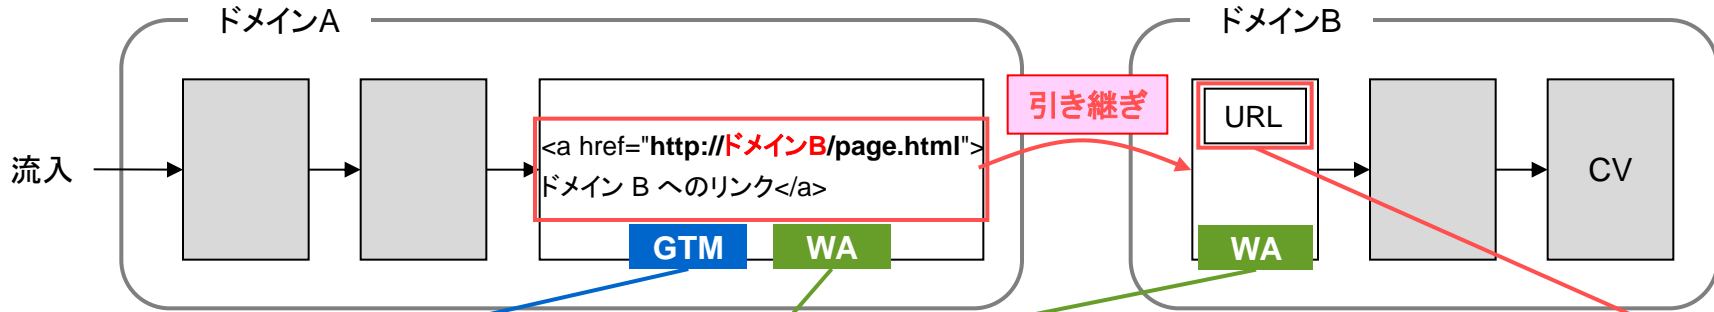 ドメインA
ドメインB
引き継ぎ
URL
<a href="http://ドメインB/page.html">
ドメイン B へのリンク</a>
流入
CV
GTM
WA
WA